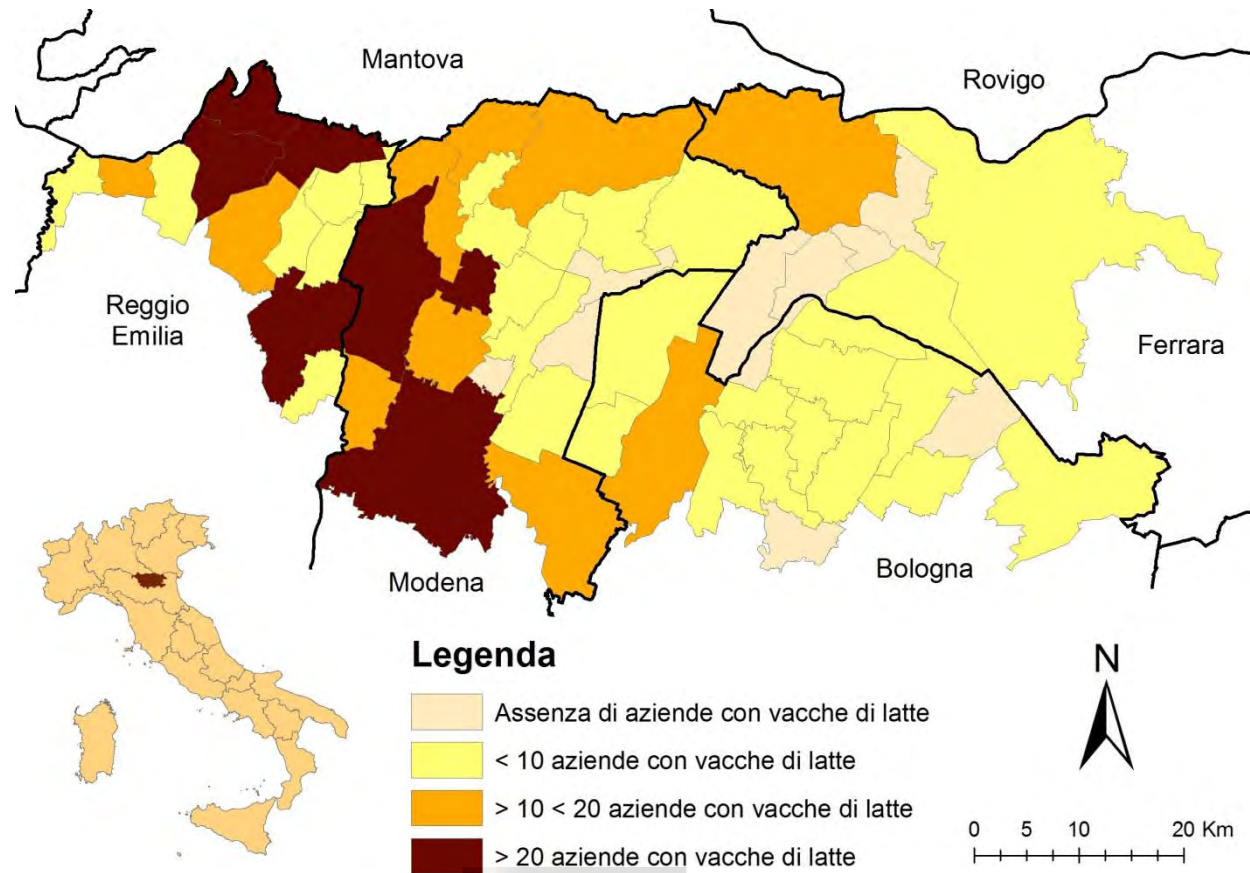 Mantova
Rovigo
Reggio
Emilia
Ferrara
Modena
Bologna
Legenda
Assenza di aziende con vacche di latte
< 10 aziende con vacche di latte
> 10 < 20 aziende con vacche di latte
> 20 aziende con vacche di latte
N
0 5 10 20 Km